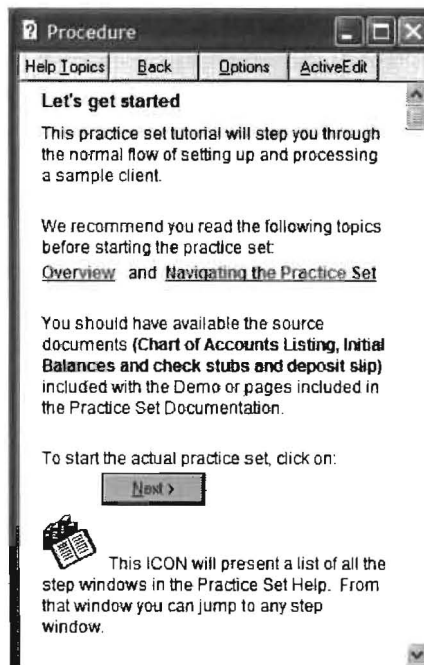 Procedure
Help Topics Back Options ActiveEdit
Let's get started
This practice set tutorial will step you through
the normal flow of setting up and processing
a sample client.
We recommend you read the following topics
before starting the practice set:
Overview and Navigating the Practice Set
You should have available the source
documents (Chart of Accounts Listing, Initial
Balances and check stubs and deposit slip)
included with the Demo or pages included in
the Practice Set Documentation.
To start the actual practice set, click on:
Next >
This ICON will present a list of all the
step windows in the Practice Set Help. From
that window you can jump to any step
window.